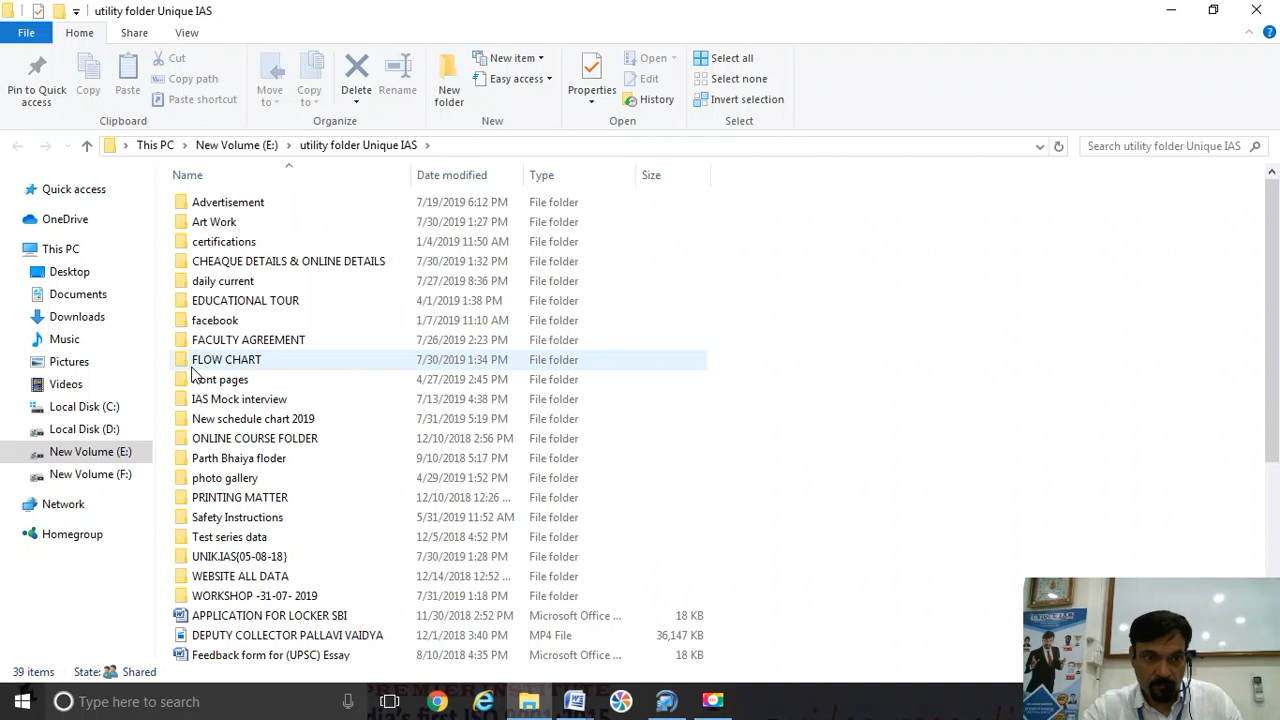 utility folder Unique IAS
File Home Share View
Pin to Quick access
Copy
Paste
Cut
Copy path
Paste shortcut
Clipboard
Move to
Copy to
Delete
Rename
Organize
New folder
New item
Easy access
New
Properties
Open
Edit
History
Open
Select all
Select none
Invert selection
Select
This PC > New Volume (E:) > utility folder Unique IAS >
Search utility folder Unique IAS
Quick access
OneDrive
This PC
Desktop
Documents
Downloads
Music
Pictures
Videos
Local Disk (C:)
Local Disk (D:)
New Volume (E:)
New Volume (F:)
Network
Homegroup
Name Date modified Type Size
Advertisement 7/19/2019 6:12 PM File folder
Art Work 7/30/2019 1:27 PM File folder
certifications 1/4/2019 11:50 AM File folder
CHEAQUE DETAILS & ONLINE DETAILS 7/30/2019 1:32 PM File folder
daily current 7/27/2019 8:36 PM File folder
EDUCATIONAL TOUR 4/1/2019 1:38 PM File folder
facebook 1/7/2019 11:10 AM File folder
FACULTY AGREEMENT 7/26/2019 2:23 PM File folder
FLOW CHART 7/30/2019 1:34 PM File folder
front pages 4/27/2019 2:45 PM File folder
IAS Mock interview 7/13/2019 4:38 PM File folder
New schedule chart 2019 7/31/2019 5:19 PM File folder
ONLINE COURSE FOLDER 12/10/2018 2:56 PM File folder
Parth Bhaiya floder 9/10/2018 5:17 PM File folder
photo gallery 4/29/2019 1:52 PM File folder
PRINTING MATTER 12/10/2018 12:26 ... File folder
Safety Instructions 5/31/2019 11:52 AM File folder
Test series data 12/5/2018 4:52 PM File folder
UNIK.IAS{05-08-18} 7/30/2019 1:28 PM File folder
WEBSITE ALL DATA 12/14/2018 12:52 ... File folder
WORKSHOP -31-07- 2019 7/31/2019 1:18 PM File folder
APPLICATION FOR LOCKER SBI 11/30/2018 2:52 PM Microsoft Office ... 18 KB
DEPUTY COLLECTOR PALLAVI VAIDYA 12/1/2018 3:40 PM MP4 File 36,147 KB
Feedback form for (UPSC) Essay 8/10/2018 4:35 PM Microsoft Office ... 18 KB
39 items State: Shared
Type here to search